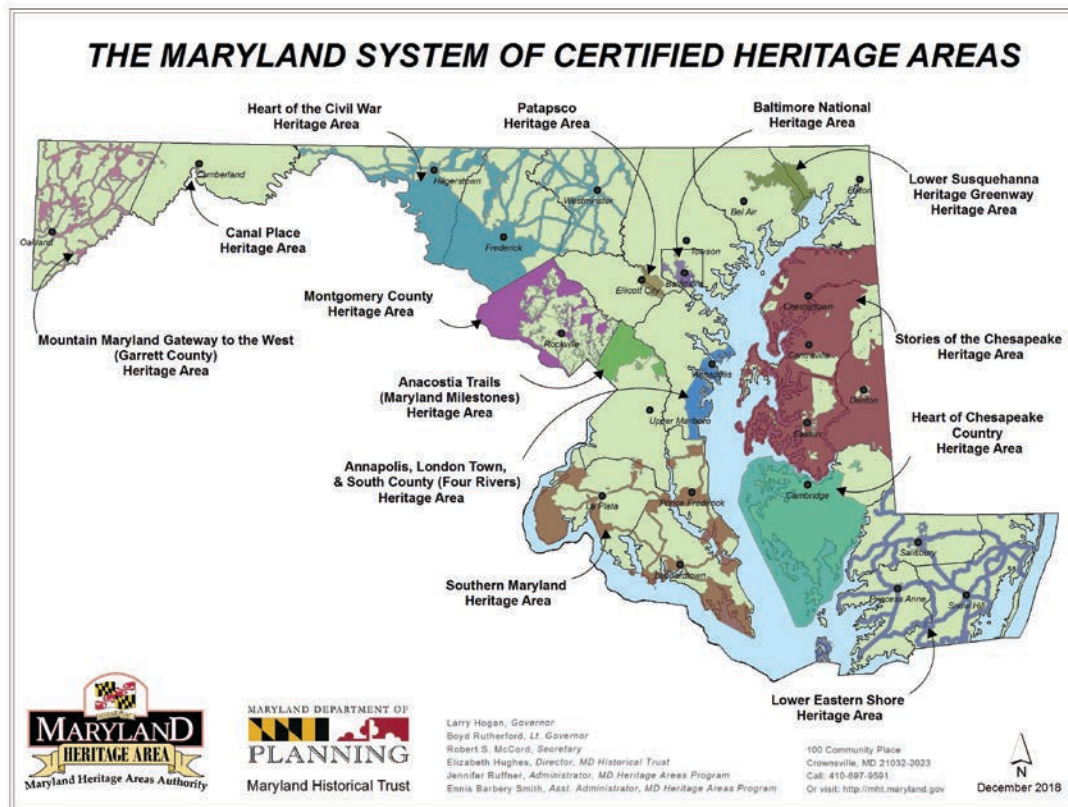 THE MARYLAND SYSTEM OF CERTIFIED HERITAGE AREAS
Heart of the Civil War
Heritage Area
Patapsco
Heritage Area
Baltimore National
Heritage Area
Lower Susquehanna
Heritage Greenway
Heritage Area
Cumberland
Hagerstown
Westminster
Elkton
Bel Air
Canal Place
Heritage Area
Oakland
Frederick
Towson
Baltimore
Ellicott City
Montgomery County
Heritage Area
Chestertown
Mountain Maryland Gateway to the West
(Garrett County)
Heritage Area
Rockville
Centreville
Stories of the Chesapeake
Heritage Area
Annapolis
Anacostia Trails
(Maryland Milestones)
Heritage Area
Denton
Upper Marlboro
Easton
Heart of Chesapeake
Country
Heritage Area
Annapolis, London Town,
& South County (Four Rivers)
Heritage Area
Cambridge
La Plata
Prince Frederick
Salisbury
Leonardtown
Southern Maryland
Heritage Area
Princess Anne
Snow Hill
Lower Eastern Shore
Heritage Area
MARYLAND
HERITAGE AREA
Maryland Heritage Areas Authority
MARYLAND DEPARTMENT OF
PLANNING
Maryland Historical Trust
Larry Hogan, Governor
Boyd Rutherford, Lt. Governor
Robert S. McCord, Secretary
Elizabeth Hughes, Director, MD Historical Trust
Jennifer Ruffner, Administrator, MD Heritage Areas Program
Ennis Barbery Smith, Asst. Administrator, MD Heritage Areas Program
100 Community Place
Crownsville, MD 21032-2023
Call: 410-697-9591
Or visit: http://mht.maryland.gov
N
December 2018